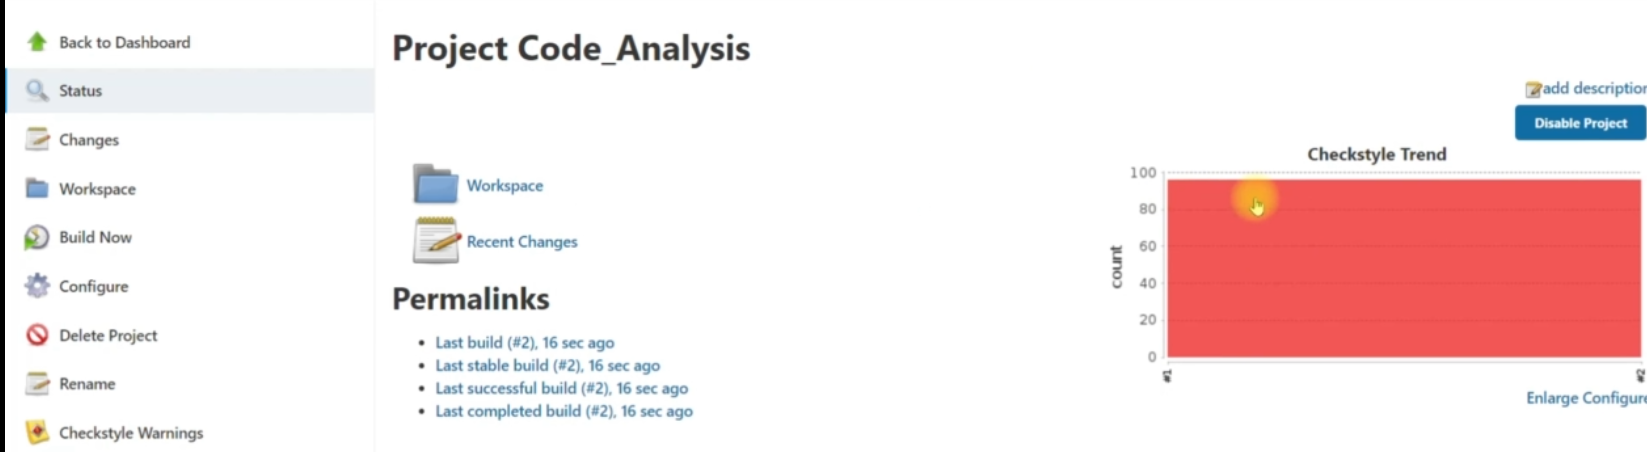 Back to Dashboard
Status
Changes
Workspace
Build Now
Configure
Delete Project
Rename
Checkstyle Warnings
Project Code_Analysis
add description
Disable Project
Workspace
Recent Changes
Permalinks
Last build (#2), 16 sec ago
Last stable build (#2), 16 sec ago
Last successful build (#2), 16 sec ago
Last completed build (#2), 16 sec ago
Checkstyle Trend
count
100
80
60
40
20
0
#1
#2
Enlarge Configure